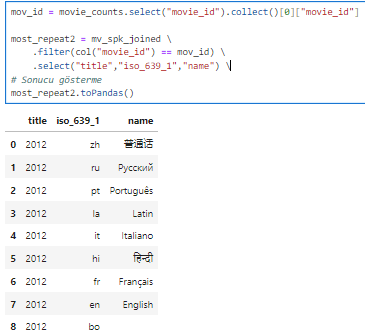 mov_id = movie_counts.select("movie_id").collect()[0]["movie_id"]
most_repeat2 = mv_spk_joined \
.filter(col("movie_id") == mov_id) \
.select("title","iso_639_1","name") \
# Sonucu gösterme
most_repeat2.toPandas()
title iso_639_1 name
0 2012 zh 普通话
1 2012 ru Pусский
2 2012 pt Português
3 2012 la Latin
4 2012 it Italiano
5 2012 hi हिन्दी
6 2012 fr Français
7 2012 en English
8 2012 bo